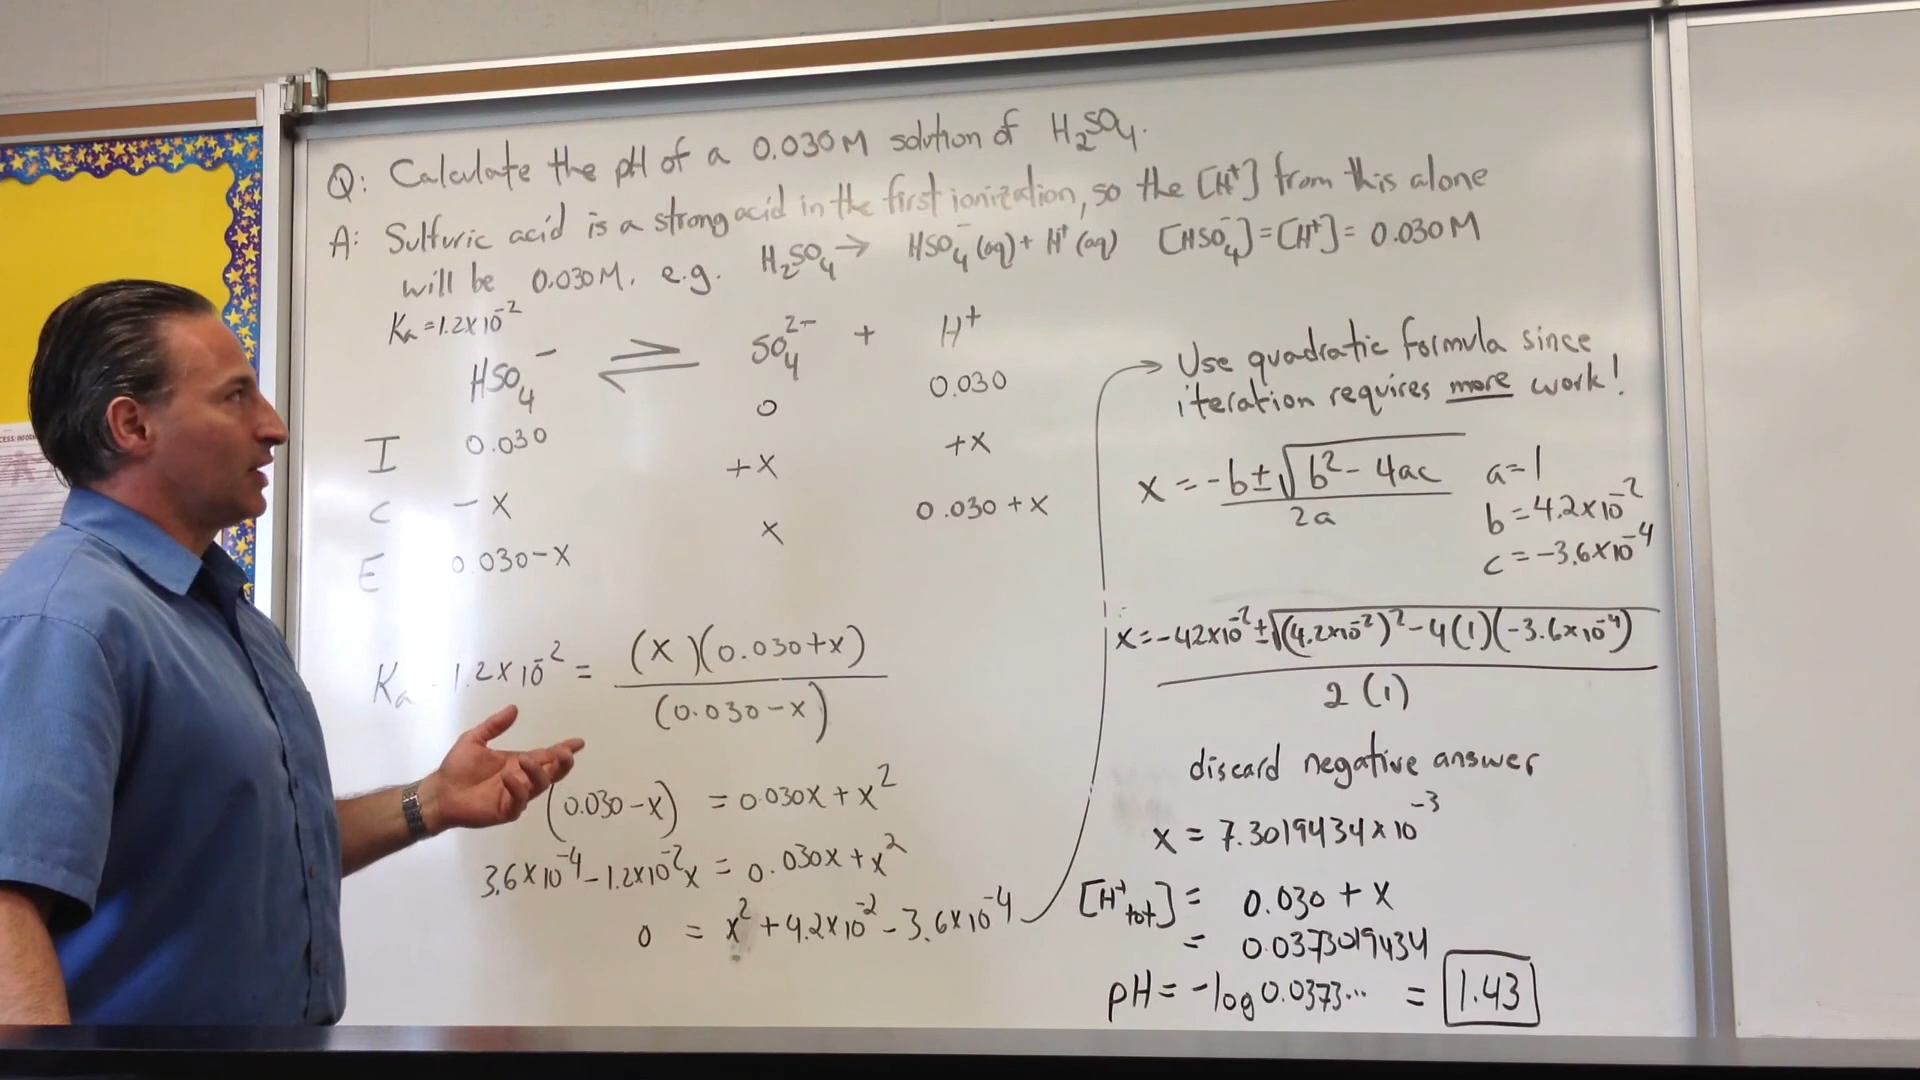 Q: Calculate the pH of a 0.030M solution of H₂SO₄.
A: Sulfuric acid is a strong acid in the first ionization, so the [H⁺] from this alone
will be 0.030M. e.g. H₂SO₄ → HSO₄⁻(aq) + H⁺(aq) [HSO₄⁻] = [H⁺] = 0.030M
Ka = 1.2x10⁻²
HSO₄⁻ ⇌ SO₄²⁻ + H⁺
I 0.030 0 0.030
C -x +x +x
E 0.030-x x 0.030+x
Ka = 1.2x10⁻² = (x)(0.030+x)
(0.030-x)
(0.030-x) = 0.030x + x²
3.6x10⁻⁴ - 1.2x10⁻²x = 0.030x + x²
0 = x² + 4.2x10⁻² - 3.6x10⁻⁴
→ Use quadratic formula since
iteration requires more work!
x = -b±√b²-4ac
2a
a=1
b=4.2x10⁻²
c=-3.6x10⁻⁴
x=-4.2x10⁻²±√(4.2x10⁻²)²-4(1)(-3.6x10⁻⁴)
2(1)
discard negative answer
x = 7.3019434x10⁻³
[H⁺tot] = 0.030 + x
= 0.0373019434
pH = -log 0.0373... = 1.43